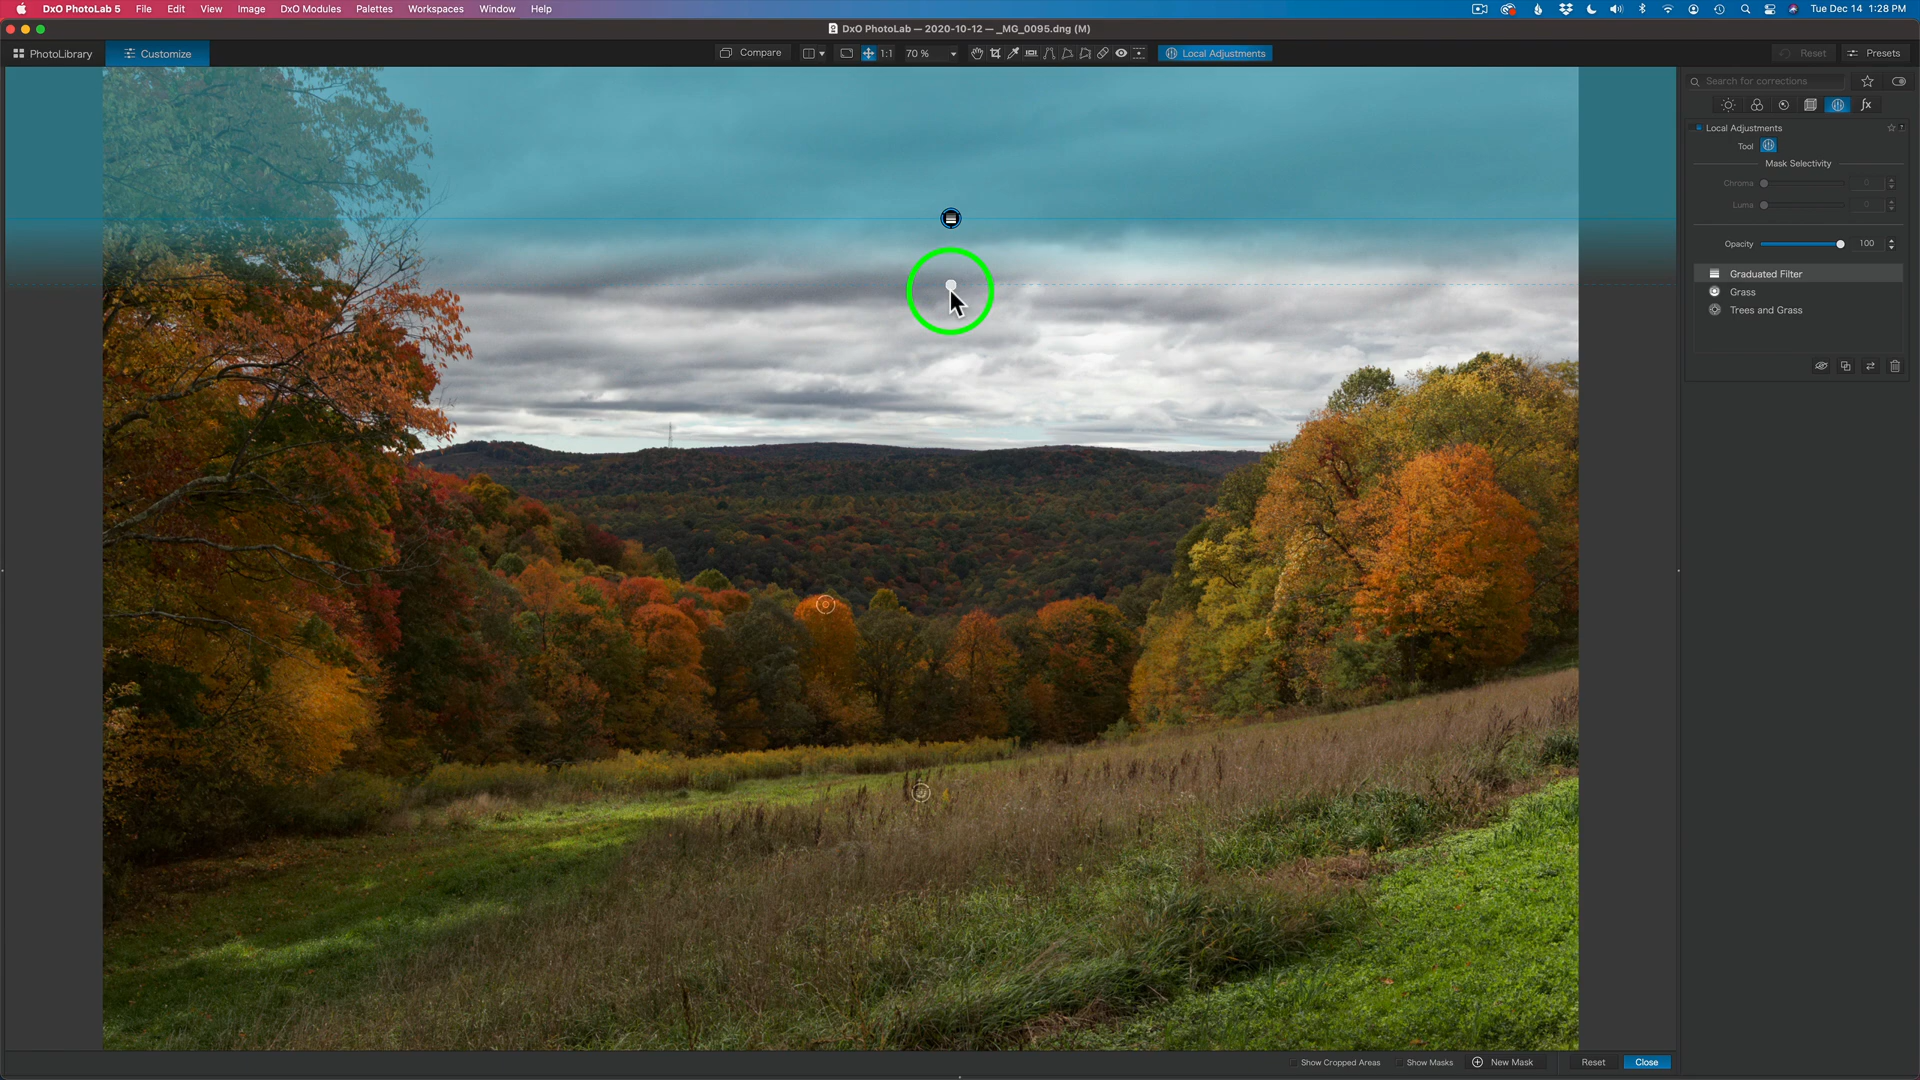 DxO PhotoLab 5 File Edit View Image DxO Modules Palettes Workspaces Window Help Tue Dec 14 1:28 PM
DxO PhotoLab — 2020-10-12 — _MG_0095.dng (M)
PhotoLibrary Customize Compare 1:1 70 % Local Adjustments Reset Presets
Search for corrections
fx
Local Adjustments
Tool
Mask Selectivity
Chroma 0
Luma 0
Opacity 100
Graduated Filter
Grass
Trees and Grass
Show Cropped Areas Show Masks New Mask Reset Close